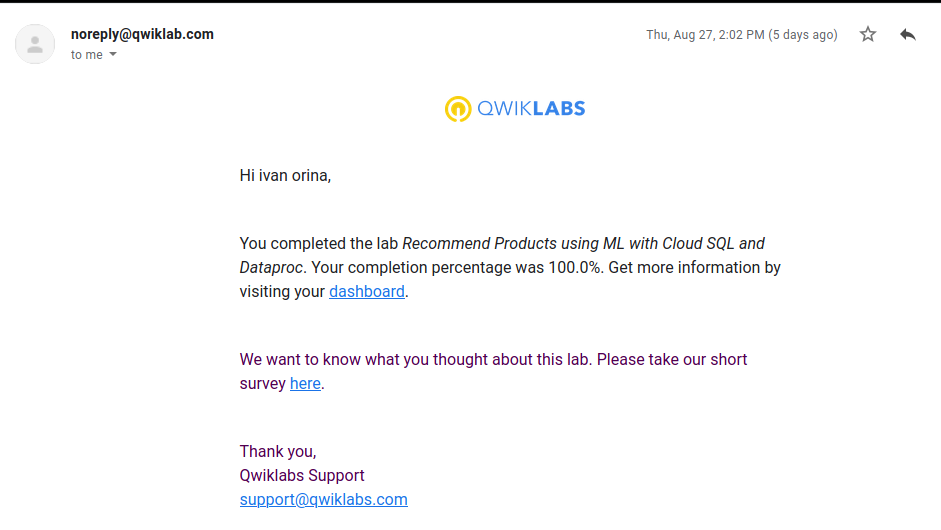 noreply@qwiklab.com
Thu, Aug 27, 2:02 PM (5 days ago)
to me
QWIKLABS
Hi ivan orina,
You completed the lab Recommend Products using ML with Cloud SQL and
Dataproc. Your completion percentage was 100.0%. Get more information by
visiting your dashboard.
We want to know what you thought about this lab. Please take our short
survey here.
Thank you,
Qwiklabs Support
support@qwiklabs.com